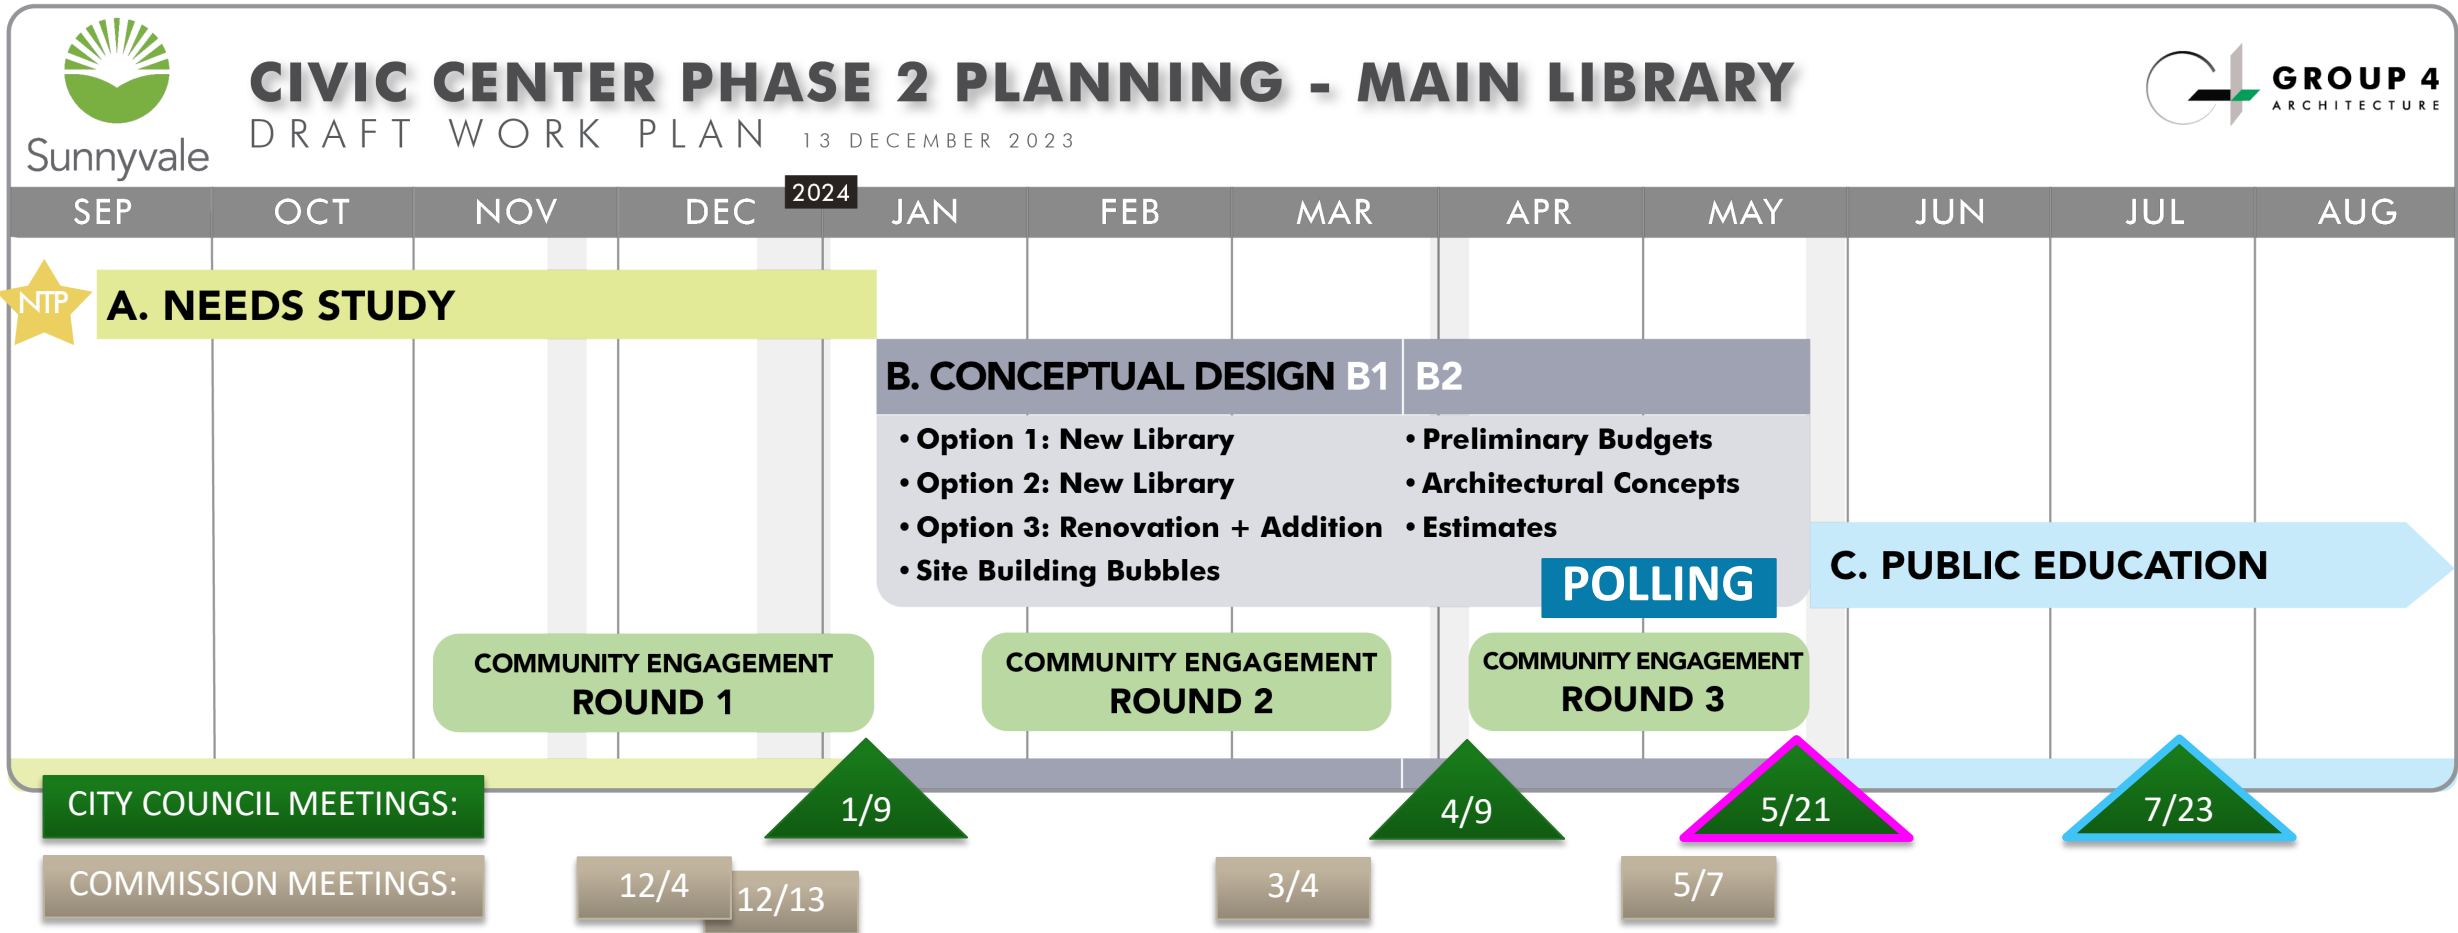 Sunnyvale
CIVIC CENTER PHASE 2 PLANNING - MAIN LIBRARY
DRAFT WORK PLAN 13 DECEMBER 2023
GROUP 4
ARCHITECTURE
2024
SEP OCT NOV DEC JAN FEB MAR APR MAY JUN JUL AUG
NTP
A. NEEDS STUDY
B. CONCEPTUAL DESIGN B1
B2
• Option 1: New Library
• Option 2: New Library
• Option 3: Renovation + Addition
• Site Building Bubbles
• Preliminary Budgets
• Architectural Concepts
• Estimates
POLLING
C. PUBLIC EDUCATION
COMMUNITY ENGAGEMENT
ROUND 1
COMMUNITY ENGAGEMENT
ROUND 2
COMMUNITY ENGAGEMENT
ROUND 3
CITY COUNCIL MEETINGS:
1/9
4/9
5/21
7/23
COMMISSION MEETINGS:
12/4
12/13
3/4
5/7